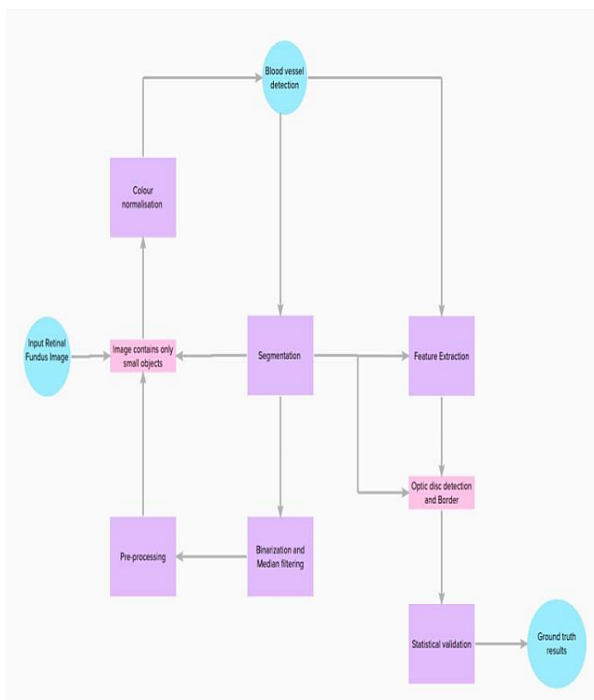 Blood vessel
detection
Colour
normalisation
Input Retinal
Fundus Image
Image contains only
small objects
Segmentation
Feature Extraction
Optic disc detection
and Border
Pre-processing
Binarization and
Median filtering
Statistical validation
Ground truth
results